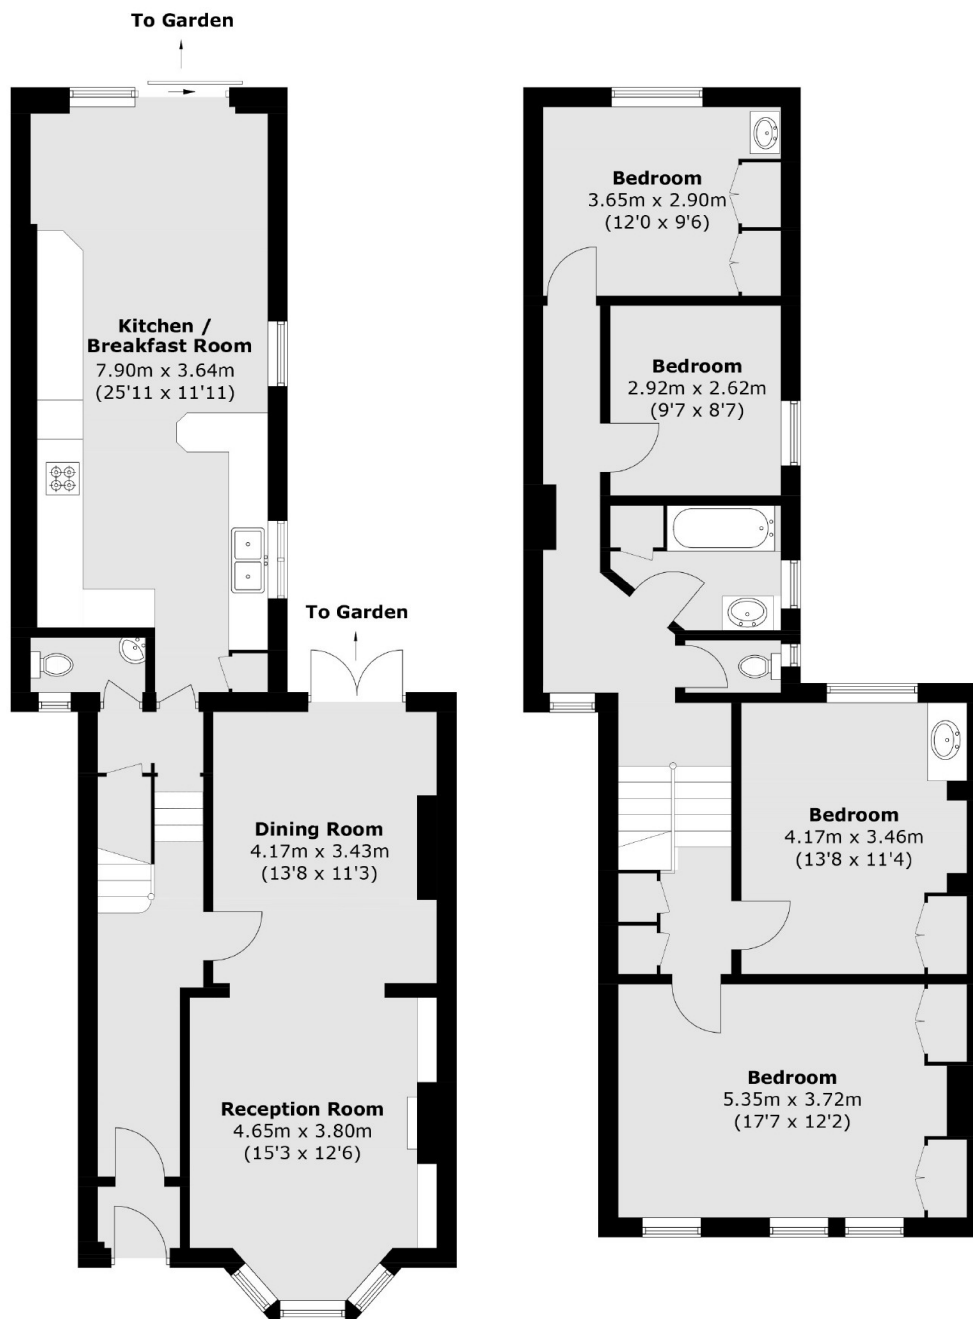 To Garden
Kitchen /
Breakfast Room
7.90m x 3.64m
(25'11 x 11'11)
To Garden
Dining Room
4.17m x 3.43m
(13'8 x 11'3)
Reception Room
4.65m x 3.80m
(15'3 x 12'6)
Bedroom
3.65m x 2.90m
(12'0 x 9'6)
Bedroom
2.92m x 2.62m
(9'7 x 8'7)
Bedroom
4.17m x 3.46m
(13'8 x 11'4)
Bedroom
5.35m x 3.72m
(17'7 x 12'2)